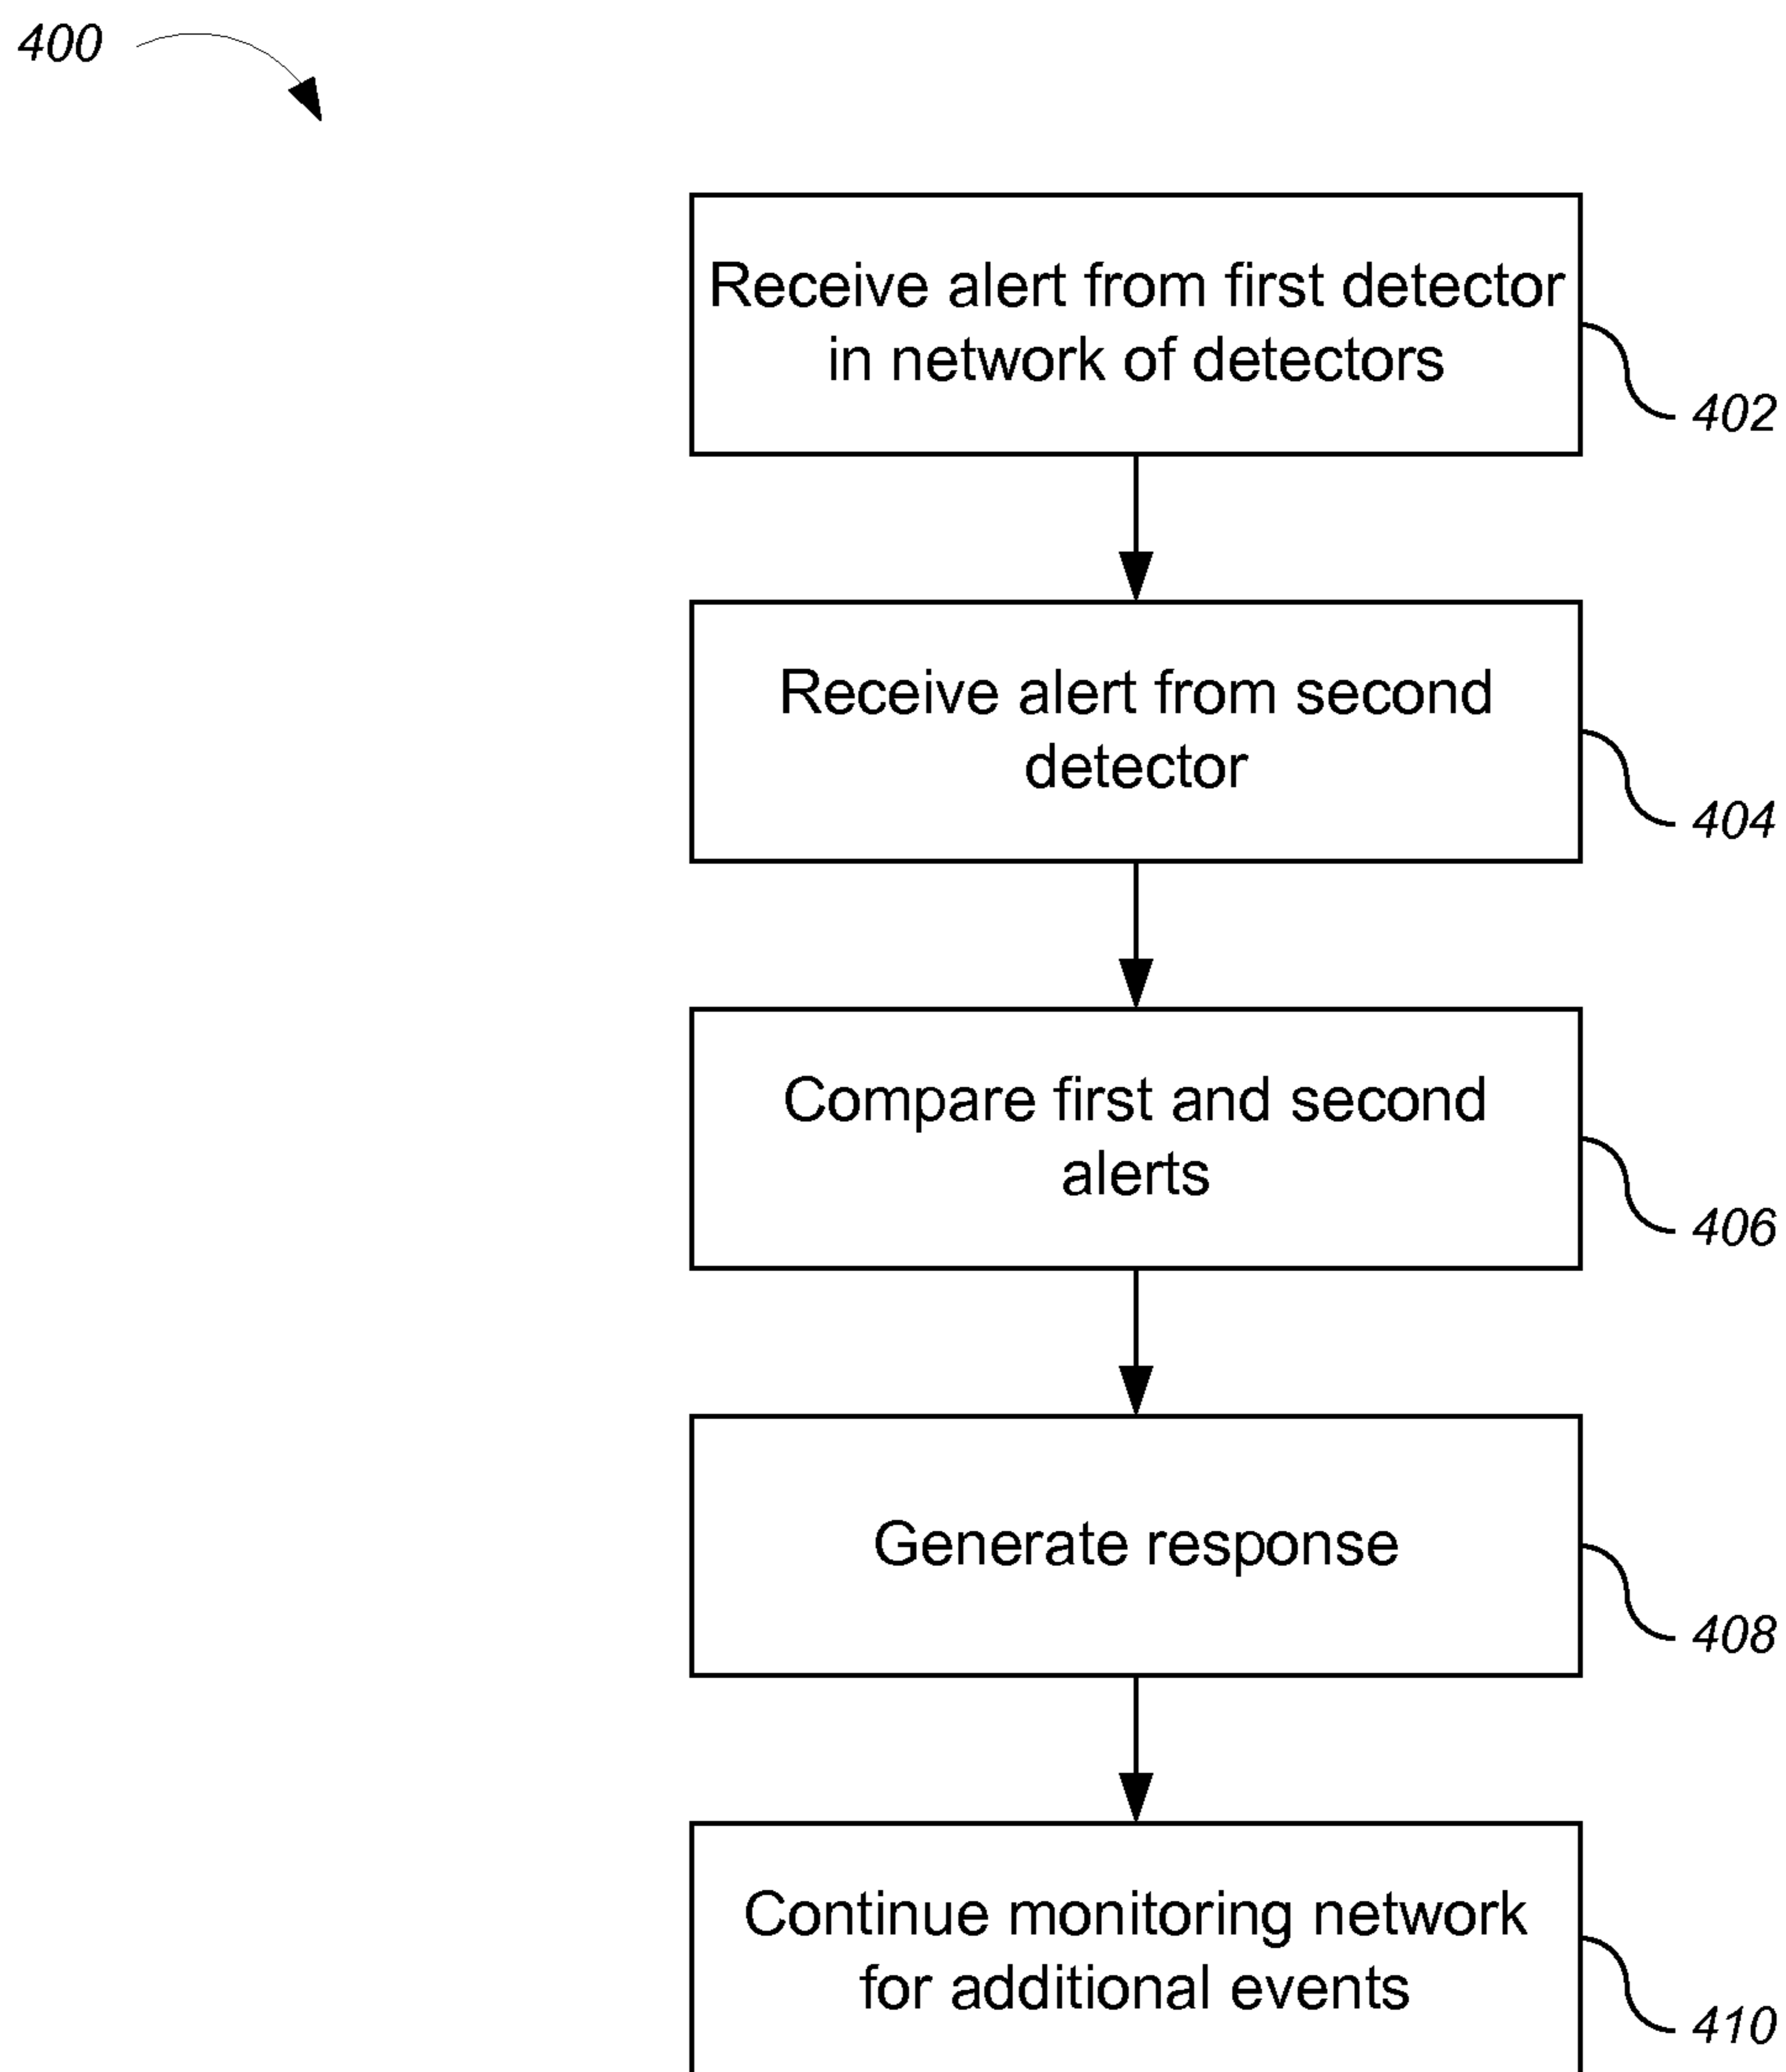 400
Receive alert from first detector
in network of detectors
402
Receive alert from second
detector
404
Compare first and second
alerts
406
Generate response
408
Continue monitoring network
for additional events
410